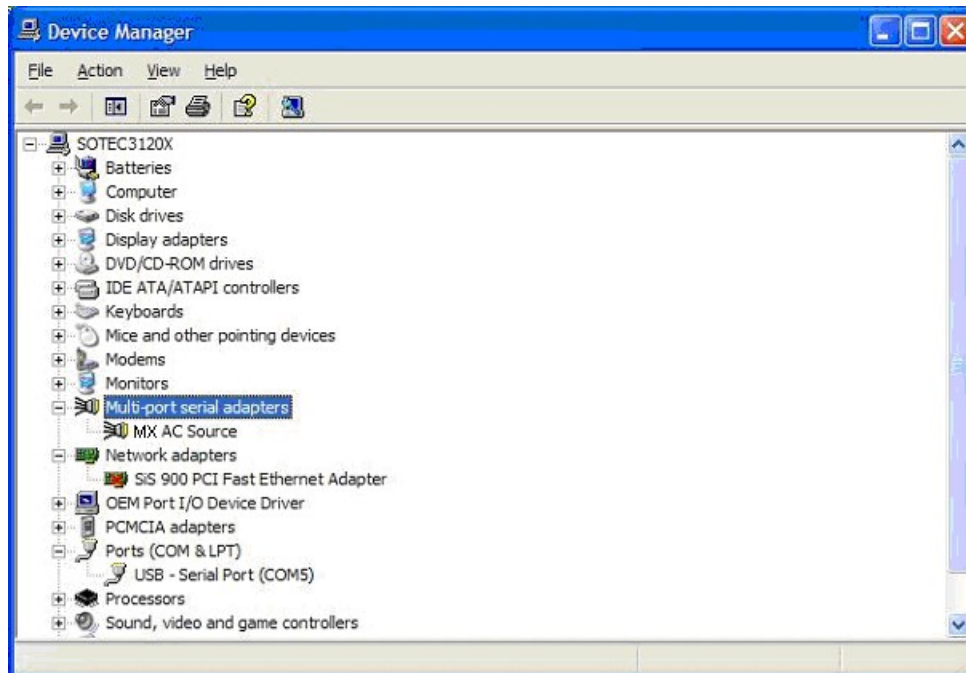 Device Manager
File Action View Help
SOTEC3120X
Batteries
Computer
Disk drives
Display adapters
DVD/CD-ROM drives
IDE ATA/ATAPI controllers
Keyboards
Mice and other pointing devices
Modems
Monitors
Multi-port serial adapters
MX AC Source
Network adapters
SiS 900 PCI Fast Ethernet Adapter
OEM Port I/O Device Driver
PCMCIA adapters
Ports (COM & LPT)
USB - Serial Port (COM5)
Processors
Sound, video and game controllers